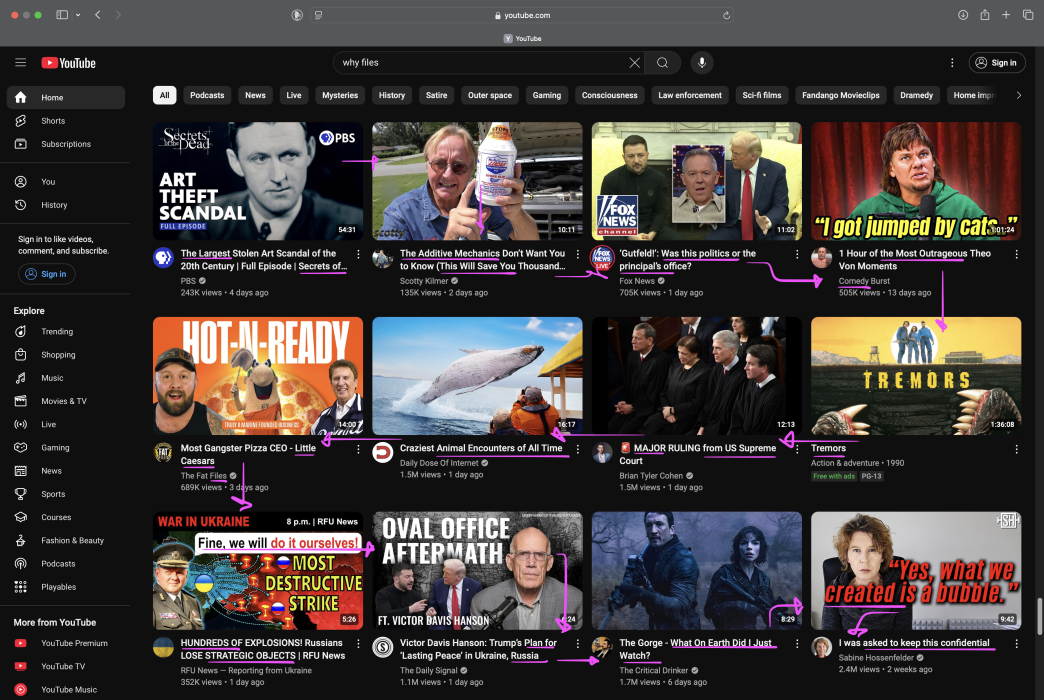 youtube.com
YouTube
YouTube
why files
Sign in
Home
Shorts
Subscriptions
You
History
Sign in to like videos,
comment, and subscribe.
Sign in
Explore
Trending
Shopping
Music
Movies & TV
Live
Gaming
News
Sports
Courses
Fashion & Beauty
Podcasts
Playables
More from YouTube
YouTube Premium
YouTube TV
YouTube Music
All
Podcasts
News
Live
Mysteries
History
Satire
Outer space
Gaming
Consciousness
Law enforcement
Sci-fi films
Fandango Movieclips
Dramedy
Home impr
Secrets
of the Dead
PBS
ART
THEFT
SCANDAL
FULL EPISODE
54:31
The Largest Stolen Art Scandal of the
20th Century | Full Episode | Secrets of...
PBS
243K views • 4 days ago
scotty
10:11
The Additive Mechanics Don't Want You
to Know (This Will Save You Thousand...
Scotty Kilmer
135K views • 2 days ago
FOX
NEWS
channel
11:02
FOX
NEWS
LIVE
'Gutfeld!': Was this politics or the
principal's office?
Fox News
705K views • 1 day ago
"I got jumped by cats."
1:01:24
1 Hour of the Most Outrageous Theo
Von Moments
Comedy Burst
505K views • 13 days ago
HOT-N-READY
TRULY A MAGINE FOUNDED BUSINESS
14:00
FAT
Most Gangster Pizza CEO - Little
Caesars
The Fat Files
689K views • 3 days ago
16:17
Craziest Animal Encounters of All Time
Daily Dose Of Internet
1.5M views • 1 day ago
12:13
🚨 MAJOR RULING from US Supreme
Court
Brian Tyler Cohen
1.5M views • 1 day ago
TREMORS
1:36:08
Tremors
Action & adventure • 1990
Free with ads PG-13
WAR IN UKRAINE
8 p.m. | RFU News
Fine, we will do it ourselves!
MOST
DESTRUCTIVE
STRIKE
5:26
HUNDREDS OF EXPLOSIONS! Russians
LOSE STRATEGIC OBJECTS | RFU News
RFU News — Reporting from Ukraine
352K views • 1 day ago
OVAL OFFICE
AFTERMATH
FT. VICTOR DAVIS HANSON
:24
Victor Davis Hanson: Trump's Plan for
'Lasting Peace' in Ukraine, Russia
The Daily Signal
1.1M views • 1 day ago
8:29
The Gorge - What On Earth Did I Just
Watch?
The Critical Drinker
1.7M views • 6 days ago
SH
"Yes, what we
created is a bubble."
9:42
I was asked to keep this confidential
Sabine Hossenfelder
2.4M views • 2 weeks ago